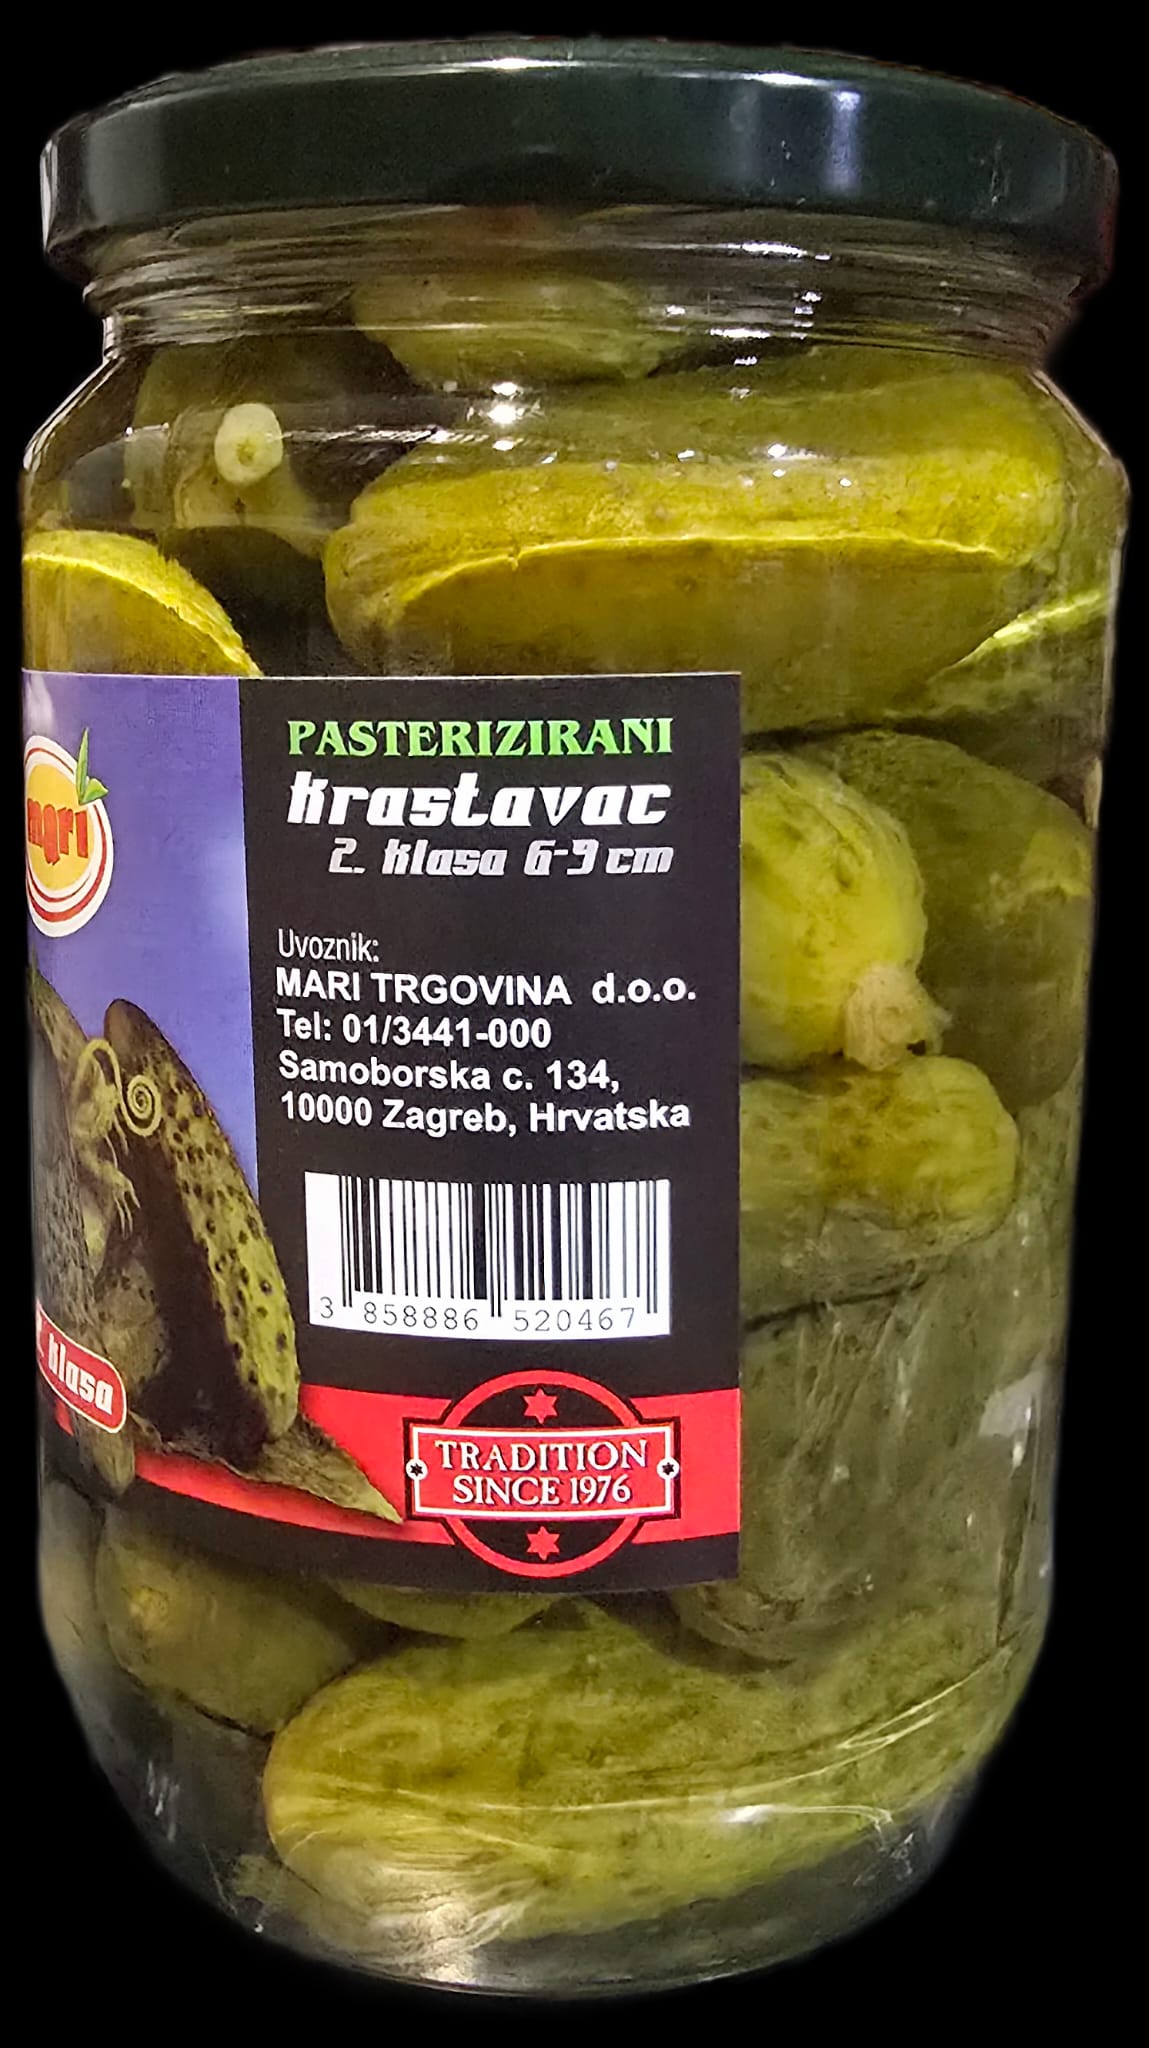 mari
PASTERIZIRANI
Krastavac
2. klasa 6-9 cm
Uvoznik:
MARI TRGOVINA d.o.o.
Tel: 01/3441-000
Samoborska c. 134,
10000 Zagreb, Hrvatska
3 858886 520467
klasa
TRADITION
SINCE 1976